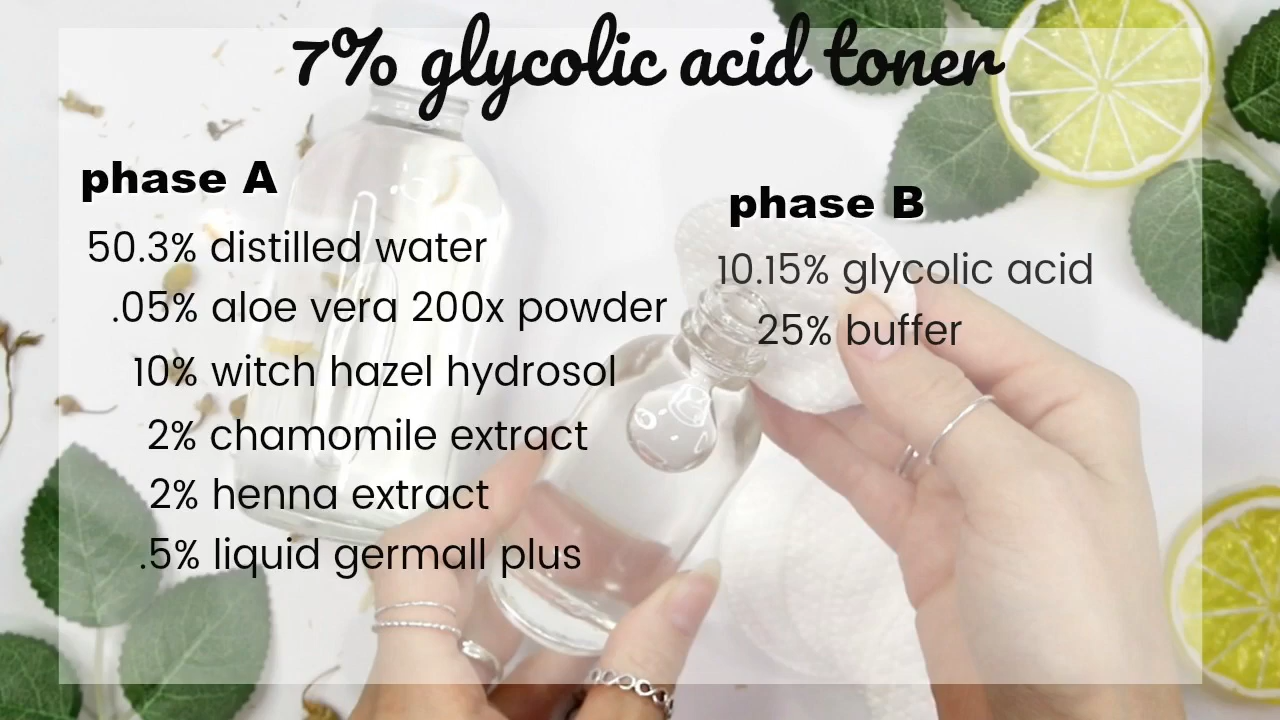 7% glycolic acid toner
phase A
50.3% distilled water
.05% aloe vera 200x powder
10% witch hazel hydrosol
2% chamomile extract
2% henna extract
.5% liquid germall plus
phase B
10.15% glycolic acid
25% buffer